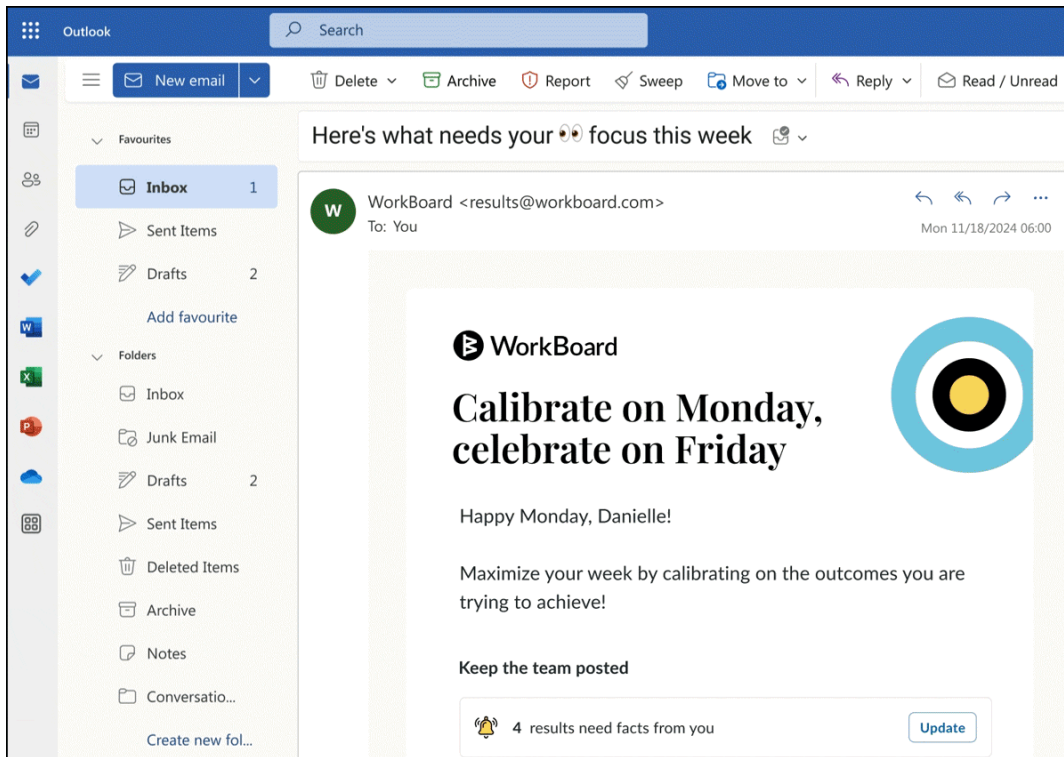 Outlook
Search
New email
Delete
Archive
Report
Sweep
Move to
Reply
Read / Unread
Favourites
Inbox 1
Sent Items
Drafts 2
Add favourite
Folders
Inbox
Junk Email
Drafts 2
Sent Items
Deleted Items
Archive
Notes
Conversatio...
Create new fol...
Here's what needs your 👀 focus this week
W
WorkBoard <results@workboard.com>
To: You
Mon 11/18/2024 06:00
WorkBoard
Calibrate on Monday,
celebrate on Friday
Happy Monday, Danielle!
Maximize your week by calibrating on the outcomes you are
trying to achieve!
Keep the team posted
4 results need facts from you
Update